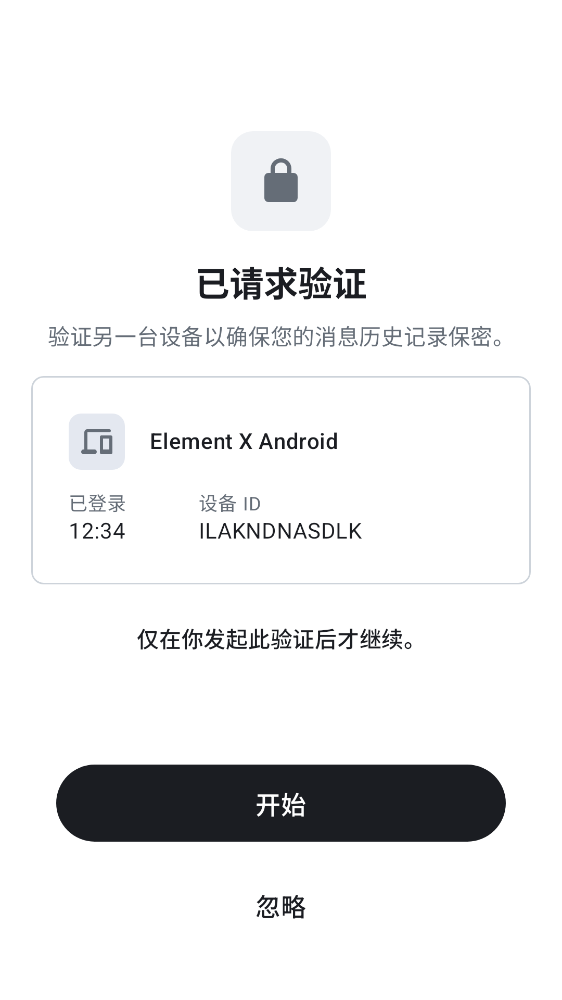 已请求验证
验证另一台设备以确保您的消息历史记录保密。
Element X Android
已登录
设备 ID
12:34
ILAKNDNASDLK
仅在你发起此验证后才继续。
开始
忽略